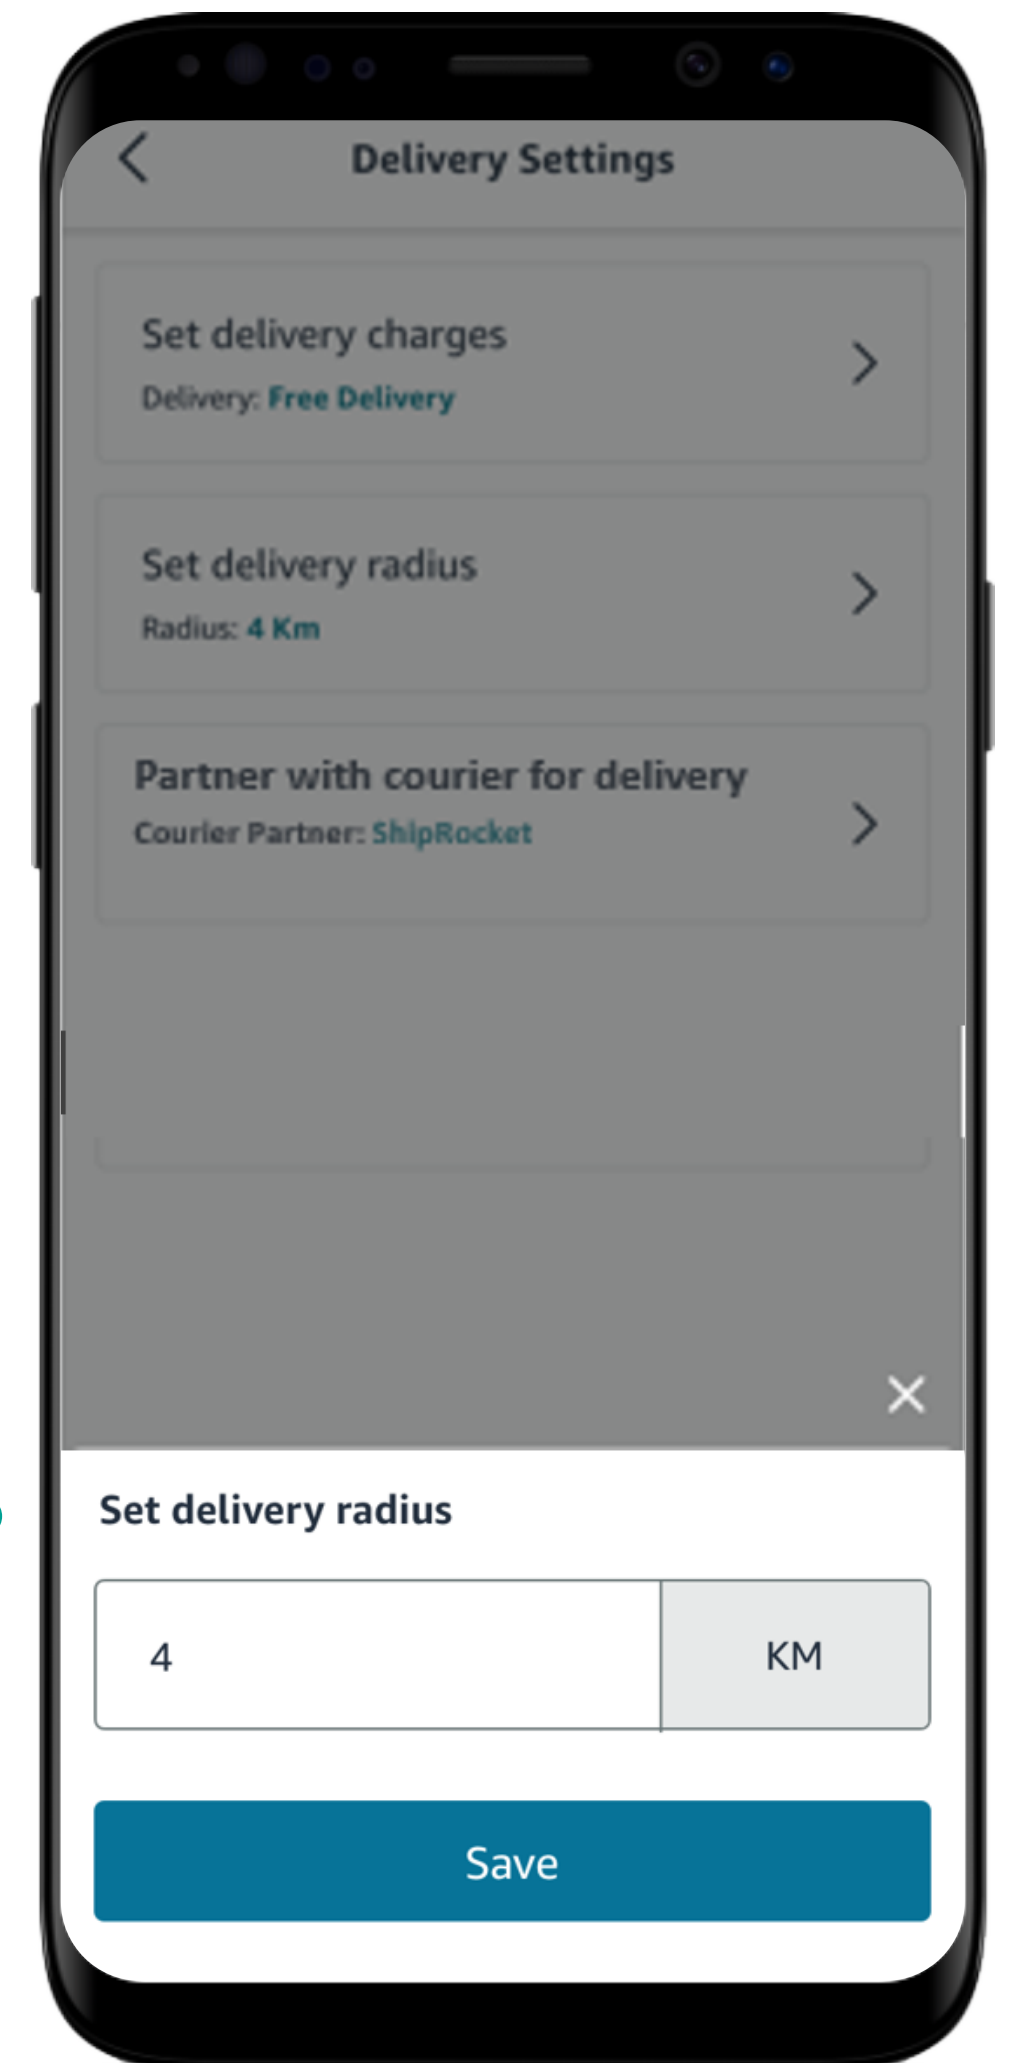 Delivery Settings
Set delivery charges
Delivery: Free Delivery
Set delivery radius
Radius: 4 Km
Partner with courier for delivery
Courier Partner: ShipRocket
Set delivery radius
4 KM
Save